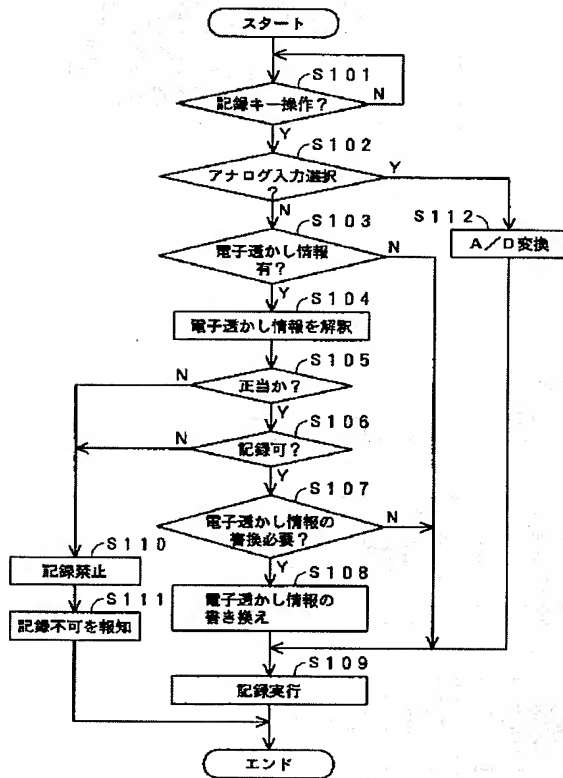 スタート
S101
記録キー操作?
N
Y
S102
アナログ入力選択
?
Y
N
S103
S112
電子透かし情報
有?
N
A/D変換
Y
S104
電子透かし情報を解釈
S105
N
正当か?
Y
S106
N
記録可?
Y
S107
電子透かし情報の
書換必要?
N
S110
Y
記録禁止
S108
S111
電子透かし情報の
書き換え
記録不可を報知
S109
記録実行
エンド